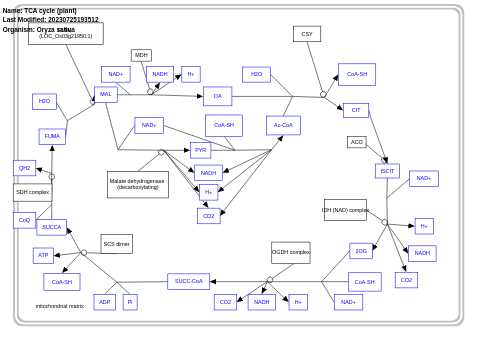 Name: TCA cycle (plant)
Last Modified: 20230725193512
Organism: Oryza sativa
(LOC_Os03g21950.1)
MDH
CSY
NAD+
NADH
H+
H2O
CoA-SH
MAL
OA
H2O
CIT
NAD+
CoA-SH
Ac-CoA
FUMA
ACO
PYR
QH2
NADH
ISCIT
NAD+
Malate dehydrogenase
(decarboxylating)
H+
SDH complex
CO2
IDH (NAD) complex
CoQ
SUCCA
H+
SCS dimer
OGDH complex
2OG
NADH
ATP
CoA-SH
SUCC-CoA
CoA-SH
CO2
mitochondrial matrix
ADP
Pi
CO2
NADH
H+
NAD+